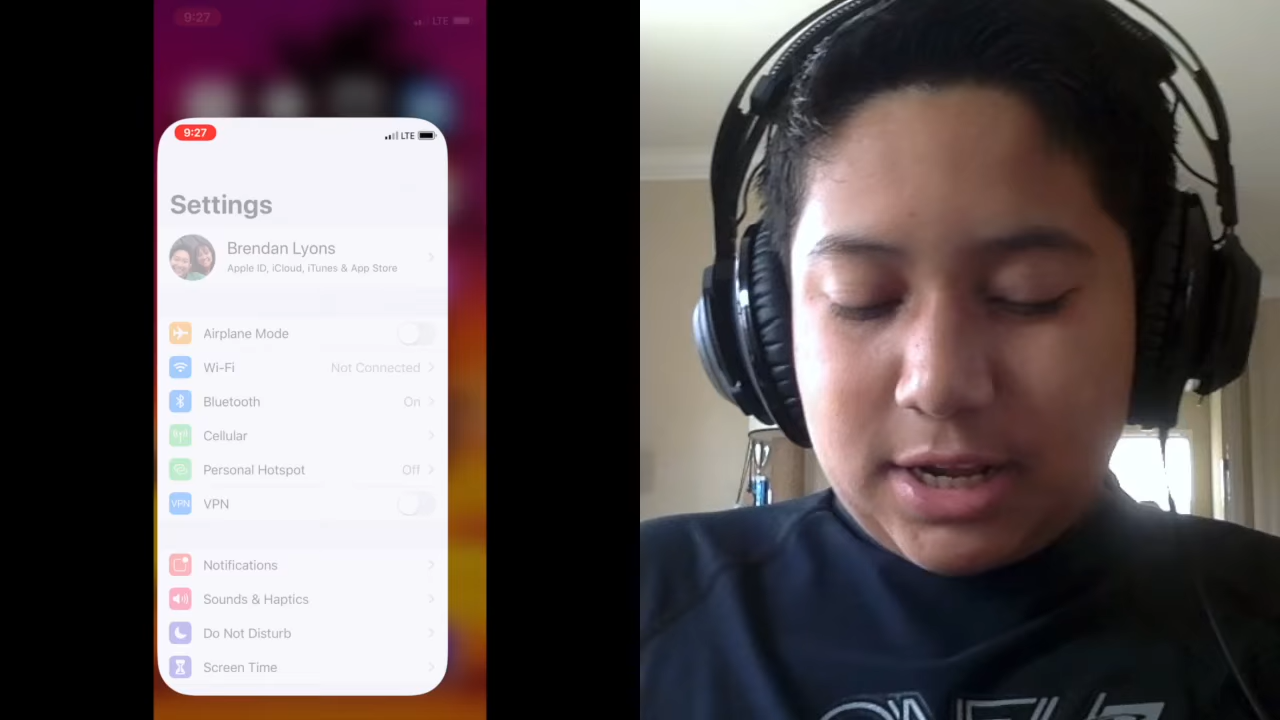 9:27
LTE
9:27
LTE
Settings
Brendan Lyons
Apple ID, iCloud, iTunes & App Store
Airplane Mode
Wi-Fi Not Connected
Bluetooth On
Cellular
Personal Hotspot Off
VPN VPN
Notifications
Sounds & Haptics
Do Not Disturb
Screen Time